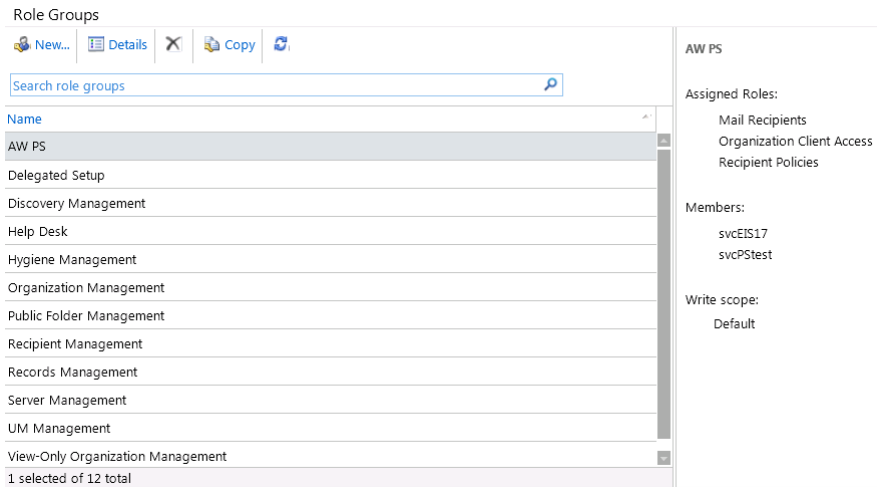 Role Groups
New... Details Copy
Search role groups
Name
AW PS
Delegated Setup
Discovery Management
Help Desk
Hygiene Management
Organization Management
Public Folder Management
Recipient Management
Records Management
Server Management
UM Management
View-Only Organization Management
1 selected of 12 total
AW PS
Assigned Roles:
Mail Recipients
Organization Client Access
Recipient Policies
Members:
svcEIS17
svcPStest
Write scope:
Default